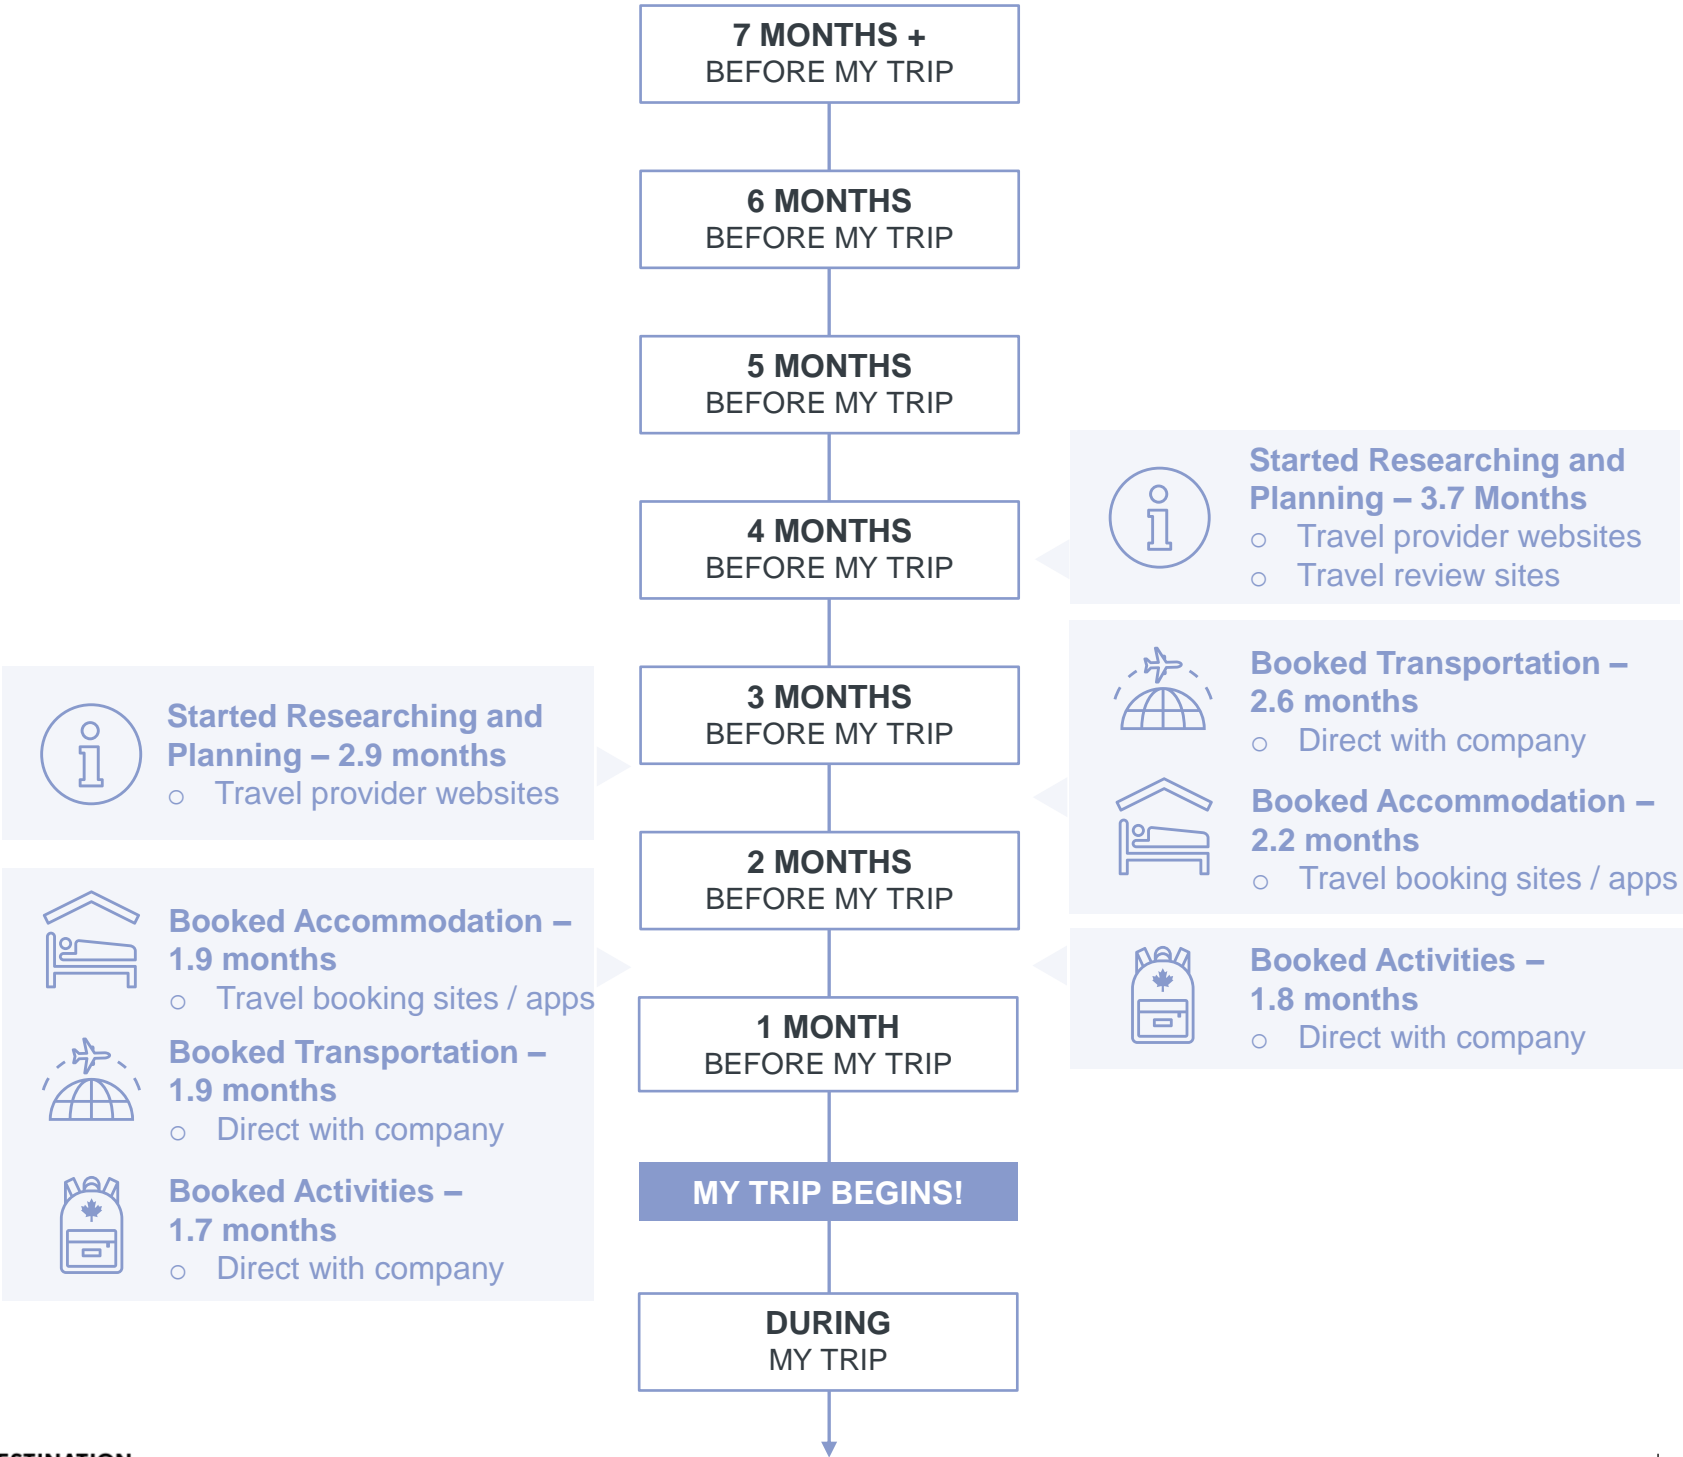 7 MONTHS +
BEFORE MY TRIP
6 MONTHS
BEFORE MY TRIP
5 MONTHS
BEFORE MY TRIP
4 MONTHS
BEFORE MY TRIP
3 MONTHS
BEFORE MY TRIP
2 MONTHS
BEFORE MY TRIP
1 MONTH
BEFORE MY TRIP
MY TRIP BEGINS!
DURING
MY TRIP
Started Researching and
Planning – 2.9 months
o Travel provider websites
Booked Accommodation –
1.9 months
o Travel booking sites / apps
Booked Transportation –
1.9 months
o Direct with company
Booked Activities –
1.7 months
o Direct with company
Started Researching and
Planning – 3.7 Months
o Travel provider websites
o Travel review sites
Booked Transportation –
2.6 months
o Direct with company
Booked Accommodation –
2.2 months
o Travel booking sites / apps
Booked Activities –
1.8 months
o Direct with company